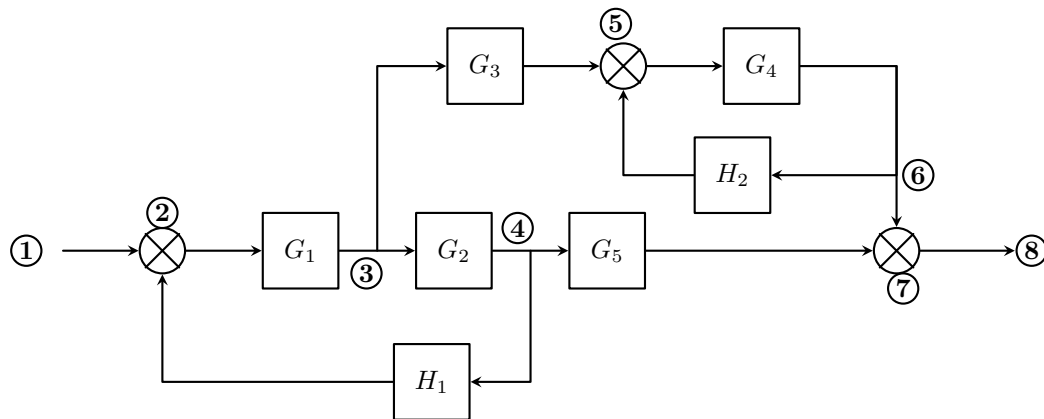 ⑤
G₃
G₄
H₂
⑥
①
②
G₁
③
G₂
④
G₅
⑦
⑧
H₁